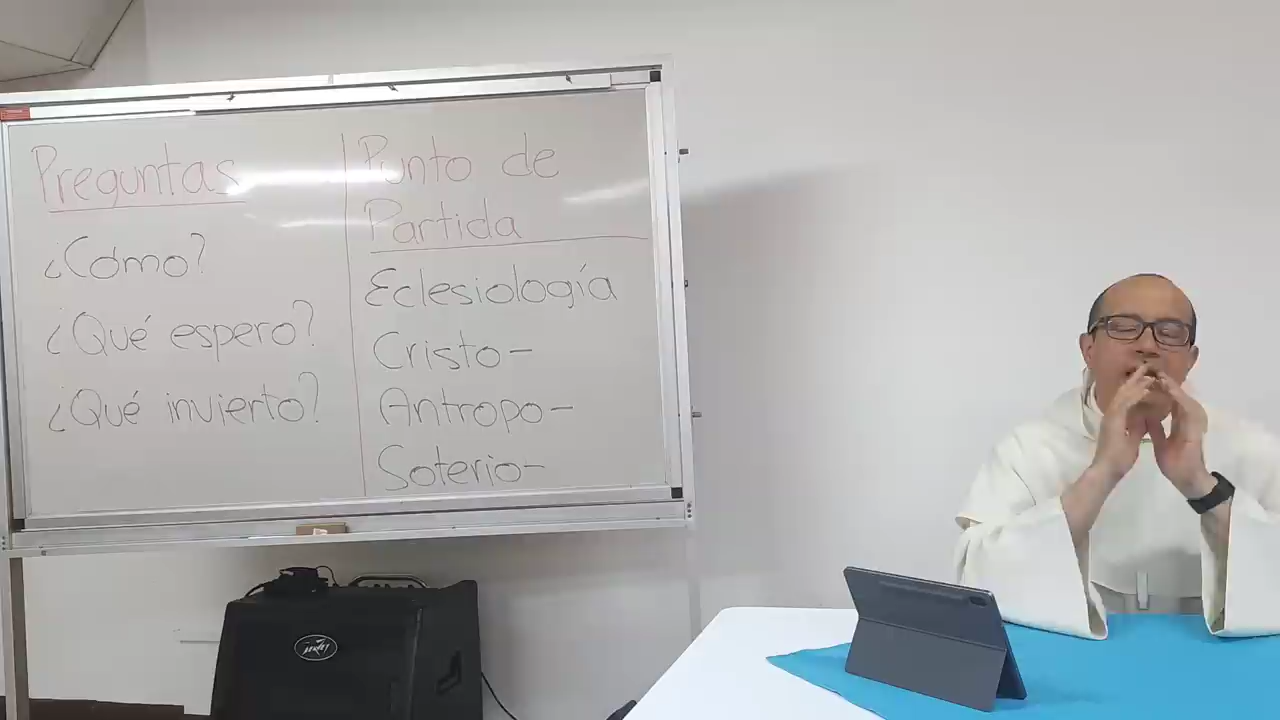 Preguntas
¿Cómo?
¿Qué espero?
¿Qué invierto?
Punto de
Partida
Eclesiología
Cristo-
Antropo-
Soterio-